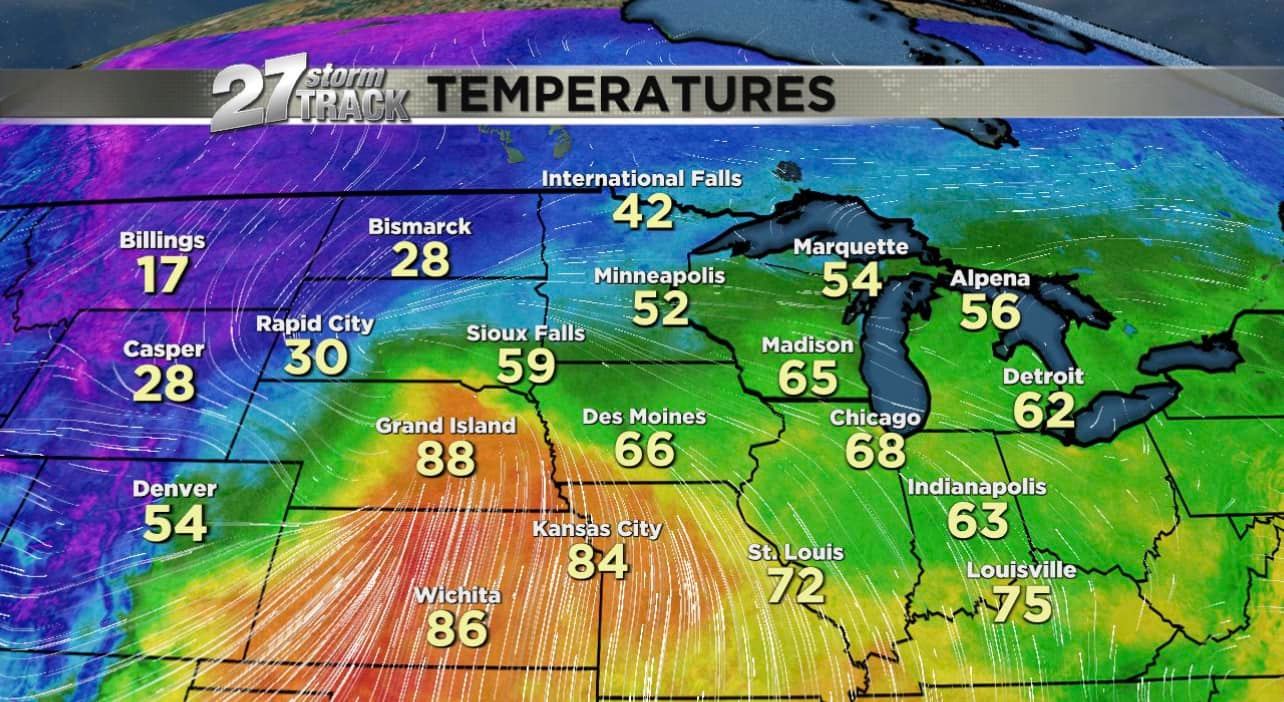 27 storm TRACK TEMPERATURES
International Falls
42
Bismarck
28
Billings
17
Marquette
54
Minneapolis
52
Alpena
56
Rapid City
30
Sioux Falls
59
Casper
28
Madison
65
Detroit
62
Grand Island
88
Des Moines
66
Chicago
68
Denver
54
Indianapolis
63
Kansas City
84
St. Louis
72
Louisville
75
Wichita
86